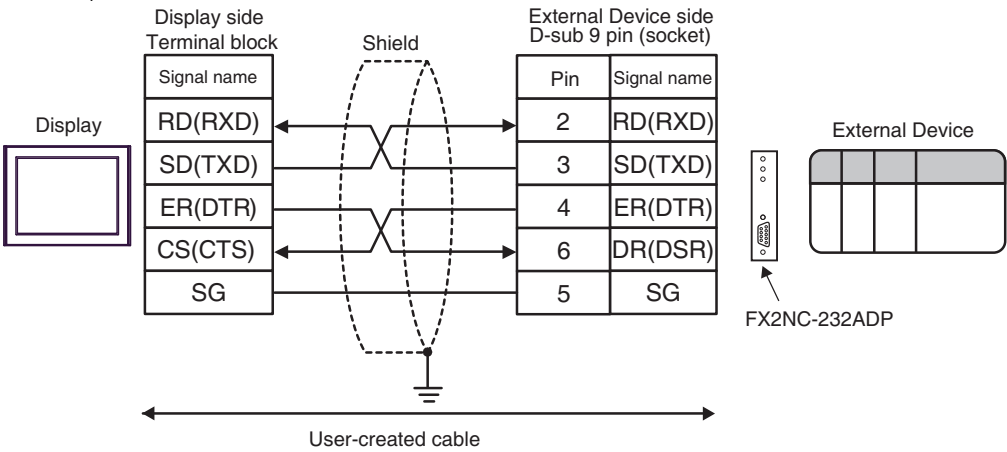 Display side
Terminal block
Shield
External Device side
D-sub 9 pin (socket)
Signal name
Pin
Signal name
Display
RD(RXD)
2
RD(RXD)
External Device
SD(TXD)
3
SD(TXD)
ER(DTR)
4
ER(DTR)
CS(CTS)
6
DR(DSR)
SG
5
SG
FX2NC-232ADP
User-created cable